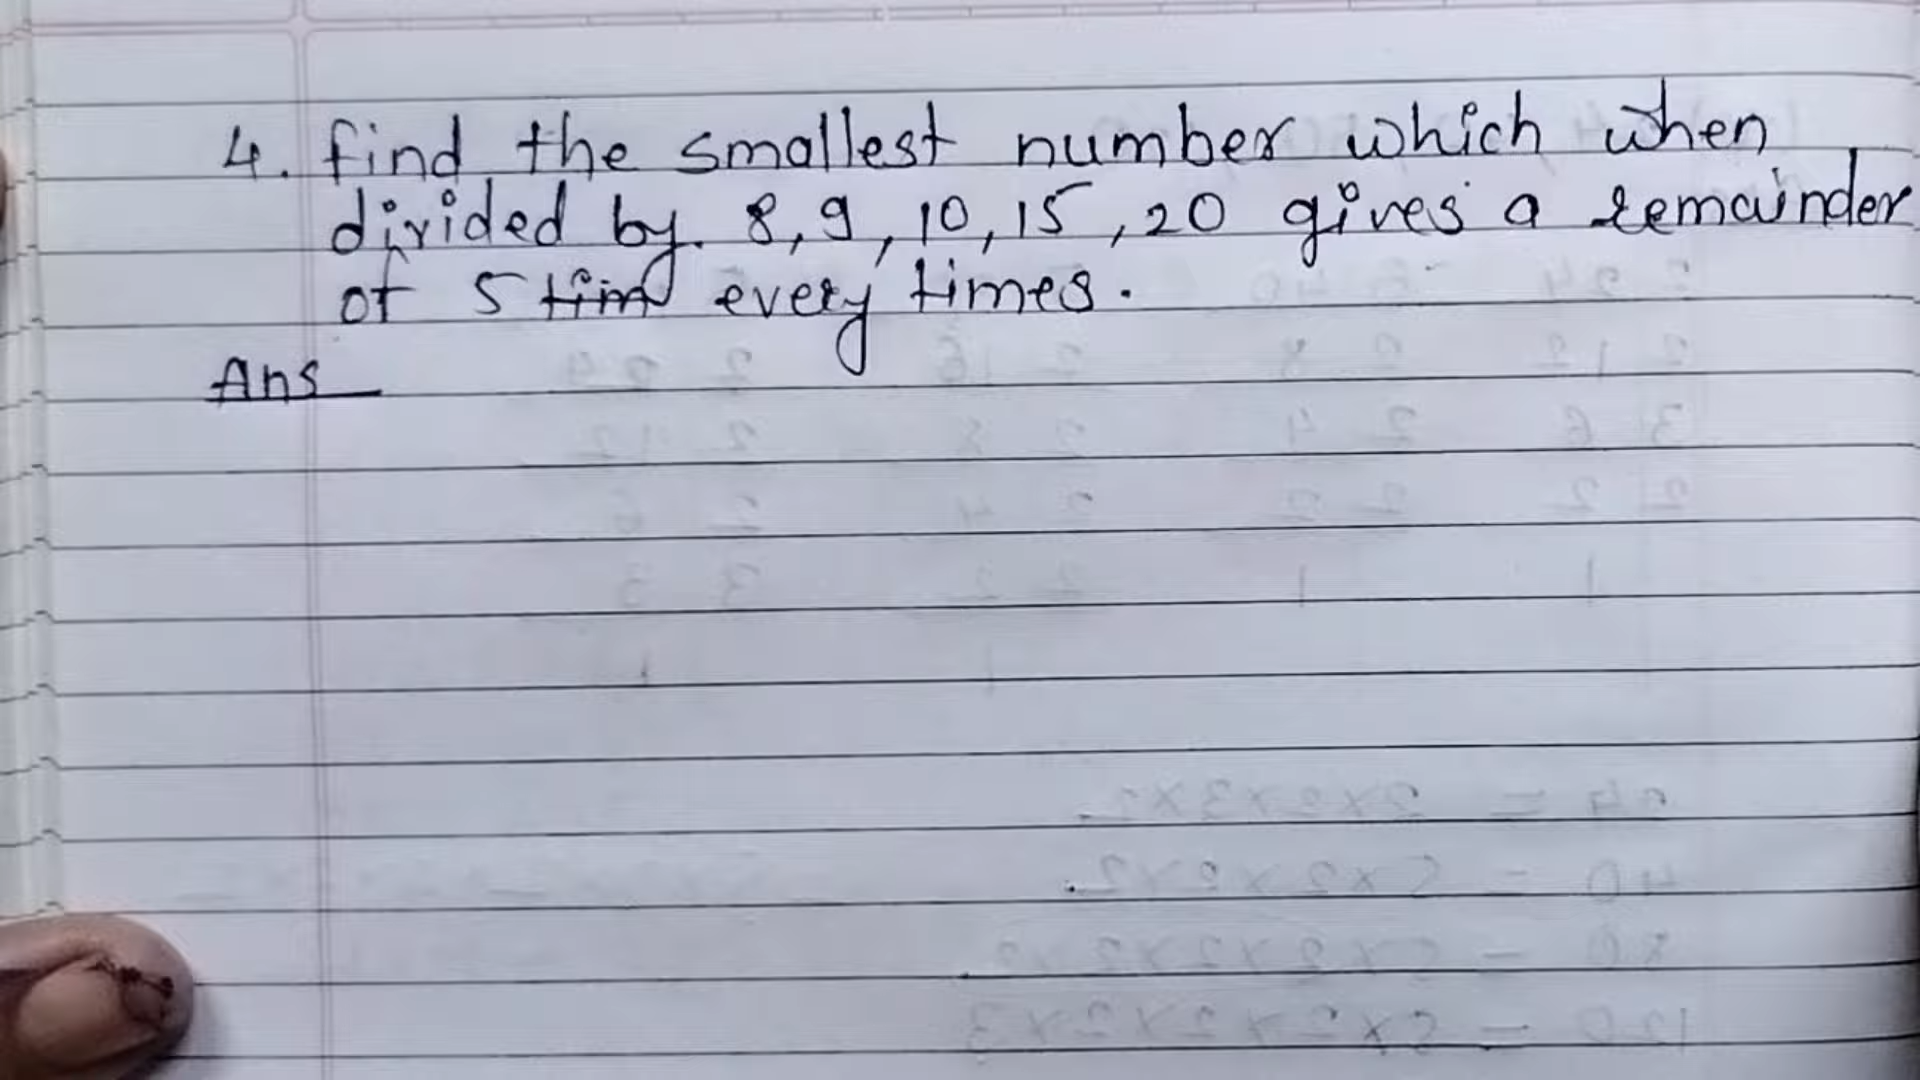 4. find the smallest number which when
divided by. 8, 9, 10, 15, 20 gives a remainder
of 5 tim every times.
Ans